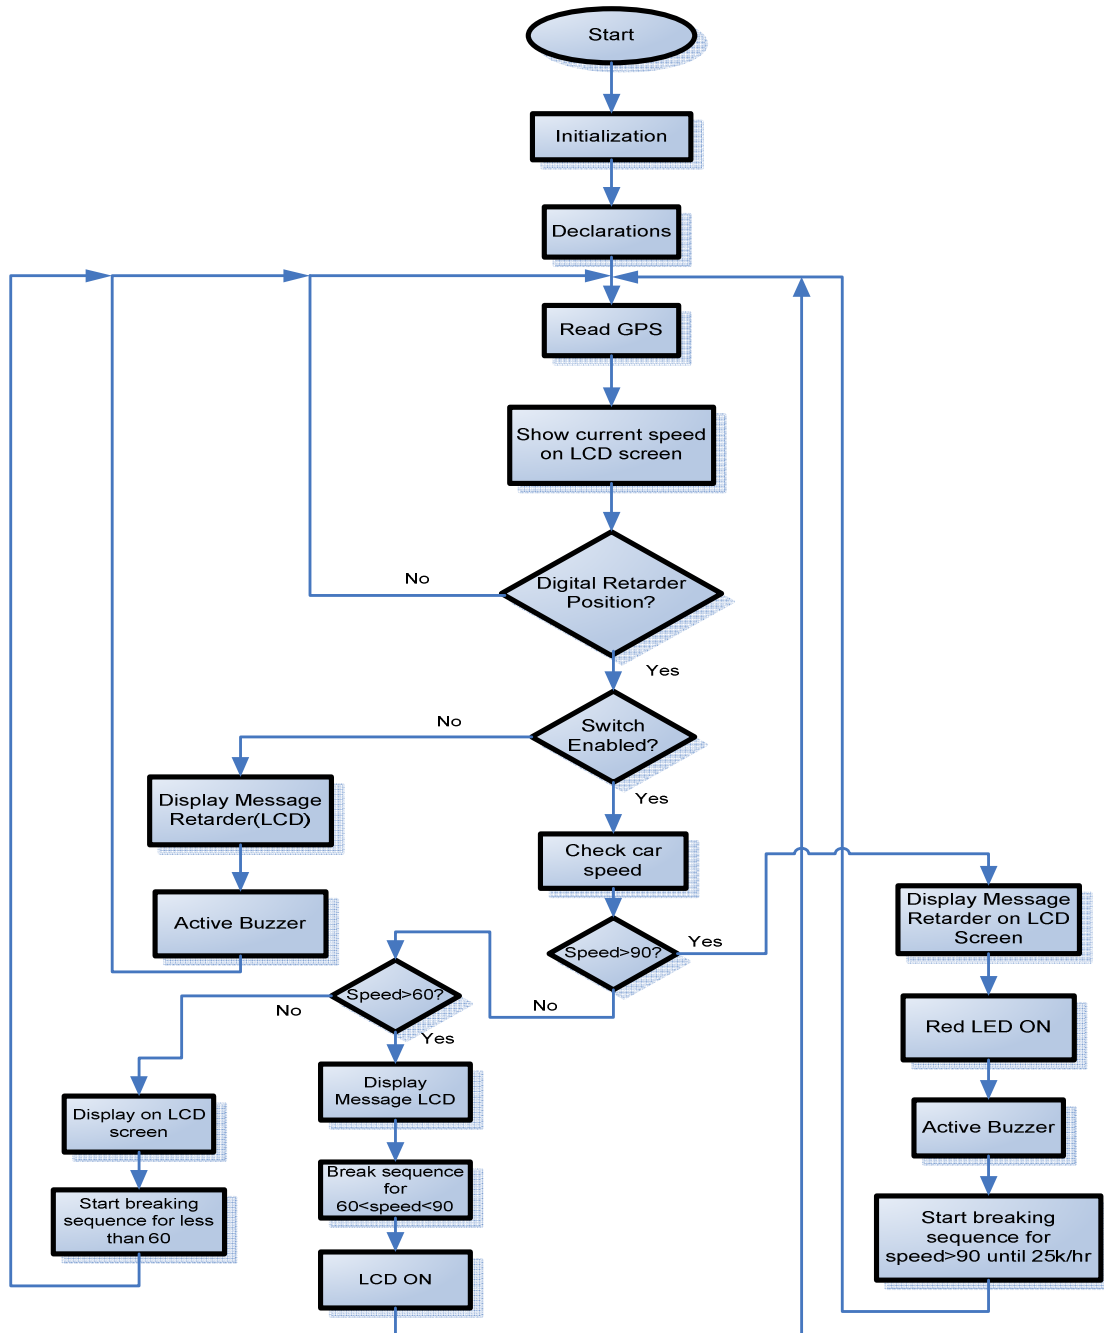 Start
Initialization
Declarations
Read GPS
Show current speed
on LCD screen
Digital Retarder
Position?
No
Yes
Switch
Enabled?
No
Yes
Display Message
Retarder(LCD)
Active Buzzer
Check car
speed
Speed>90?
Yes
No
Display Message
Retarder on LCD
Screen
Red LED ON
Active Buzzer
Start breaking
sequence for
speed>90 until 25k/hr
Speed>60?
No
Yes
Display
Message LCD
Break sequence
for
60<speed<90
LCD ON
Display on LCD
screen
Start breaking
sequence for less
than 60